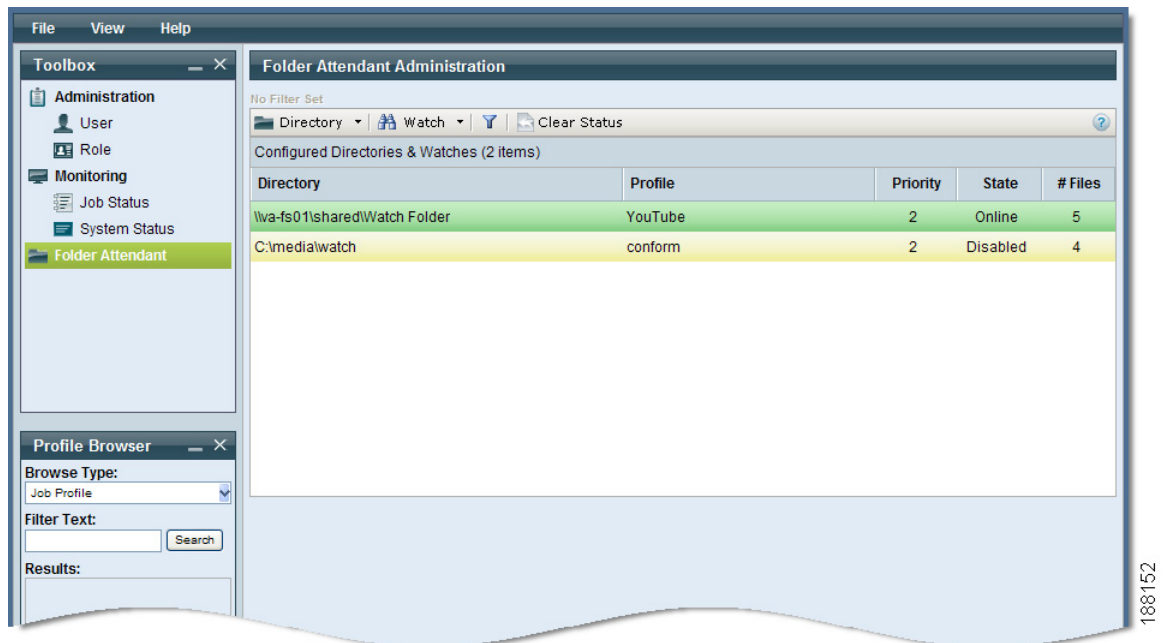 File View Help
Toolbox
Administration
User
Role
Monitoring
Job Status
System Status
Folder Attendant
Profile Browser
Browse Type:
Job Profile
Filter Text:
Search
Results:
Folder Attendant Administration
No Filter Set
Directory Watch Clear Status ?
Configured Directories & Watches (2 items)
Directory Profile Priority State # Files
\\va-fs01\shared\Watch Folder YouTube 2 Online 5
C:\media\watch conform 2 Disabled 4
188152